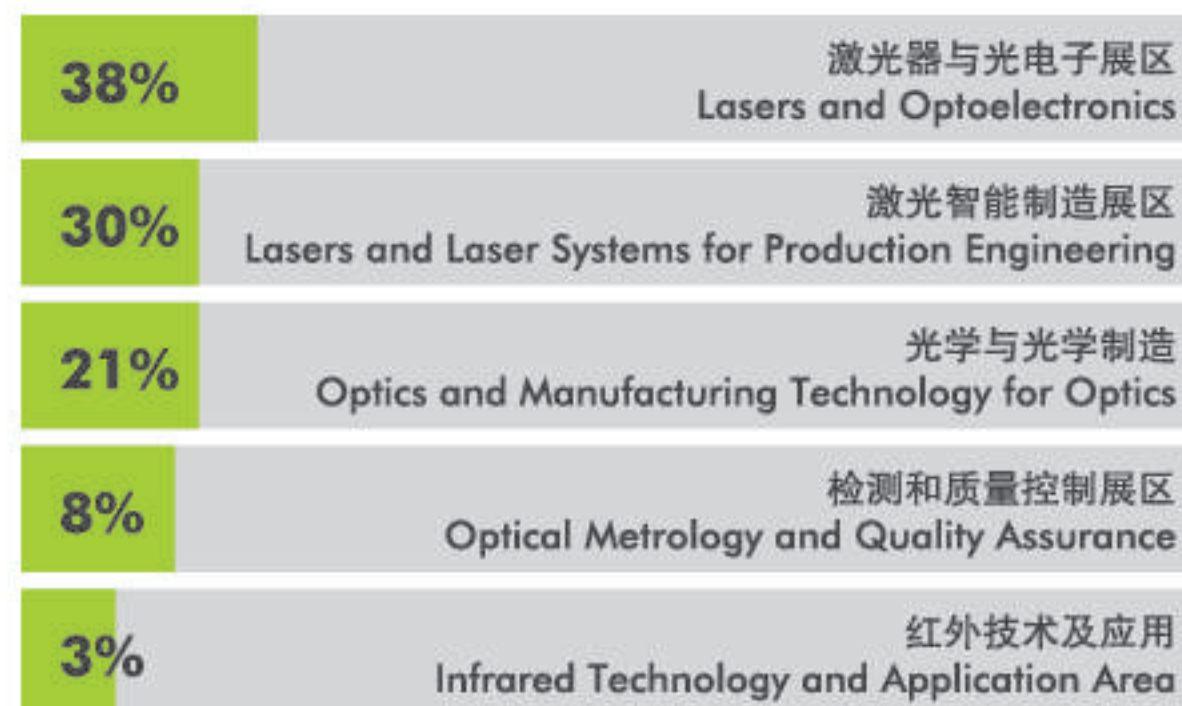 38%
激光器与光电子展区
Lasers and Optoelectronics
30%
激光智能制造展区
Lasers and Laser Systems for Production Engineering
21%
光学与光学制造
Optics and Manufacturing Technology for Optics
8%
检测和质量控制展区
Optical Metrology and Quality Assurance
3%
红外技术及应用
Infrared Technology and Application Area